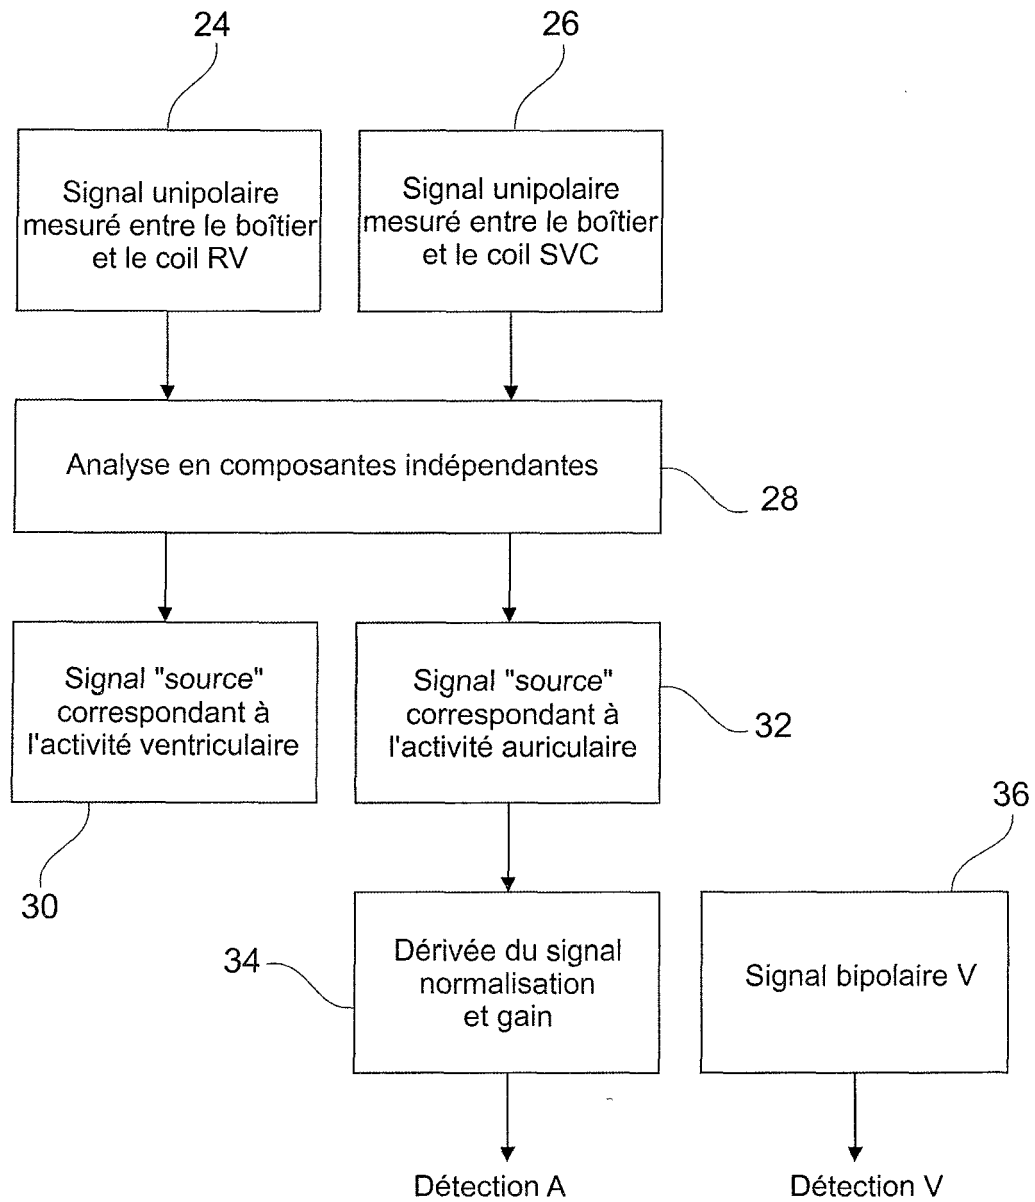 24
26
Signal unipolaire
mesuré entre le boîtier
et le coil RV
Signal unipolaire
mesuré entre le boîtier
et le coil SVC
Analyse en composantes indépendantes
28
Signal "source"
correspondant à
l'activité ventriculaire
Signal "source"
correspondant à
l'activité auriculaire
32
30
36
34
Dérivée du signal
normalisation
et gain
Signal bipolaire V
Détection A
Détection V